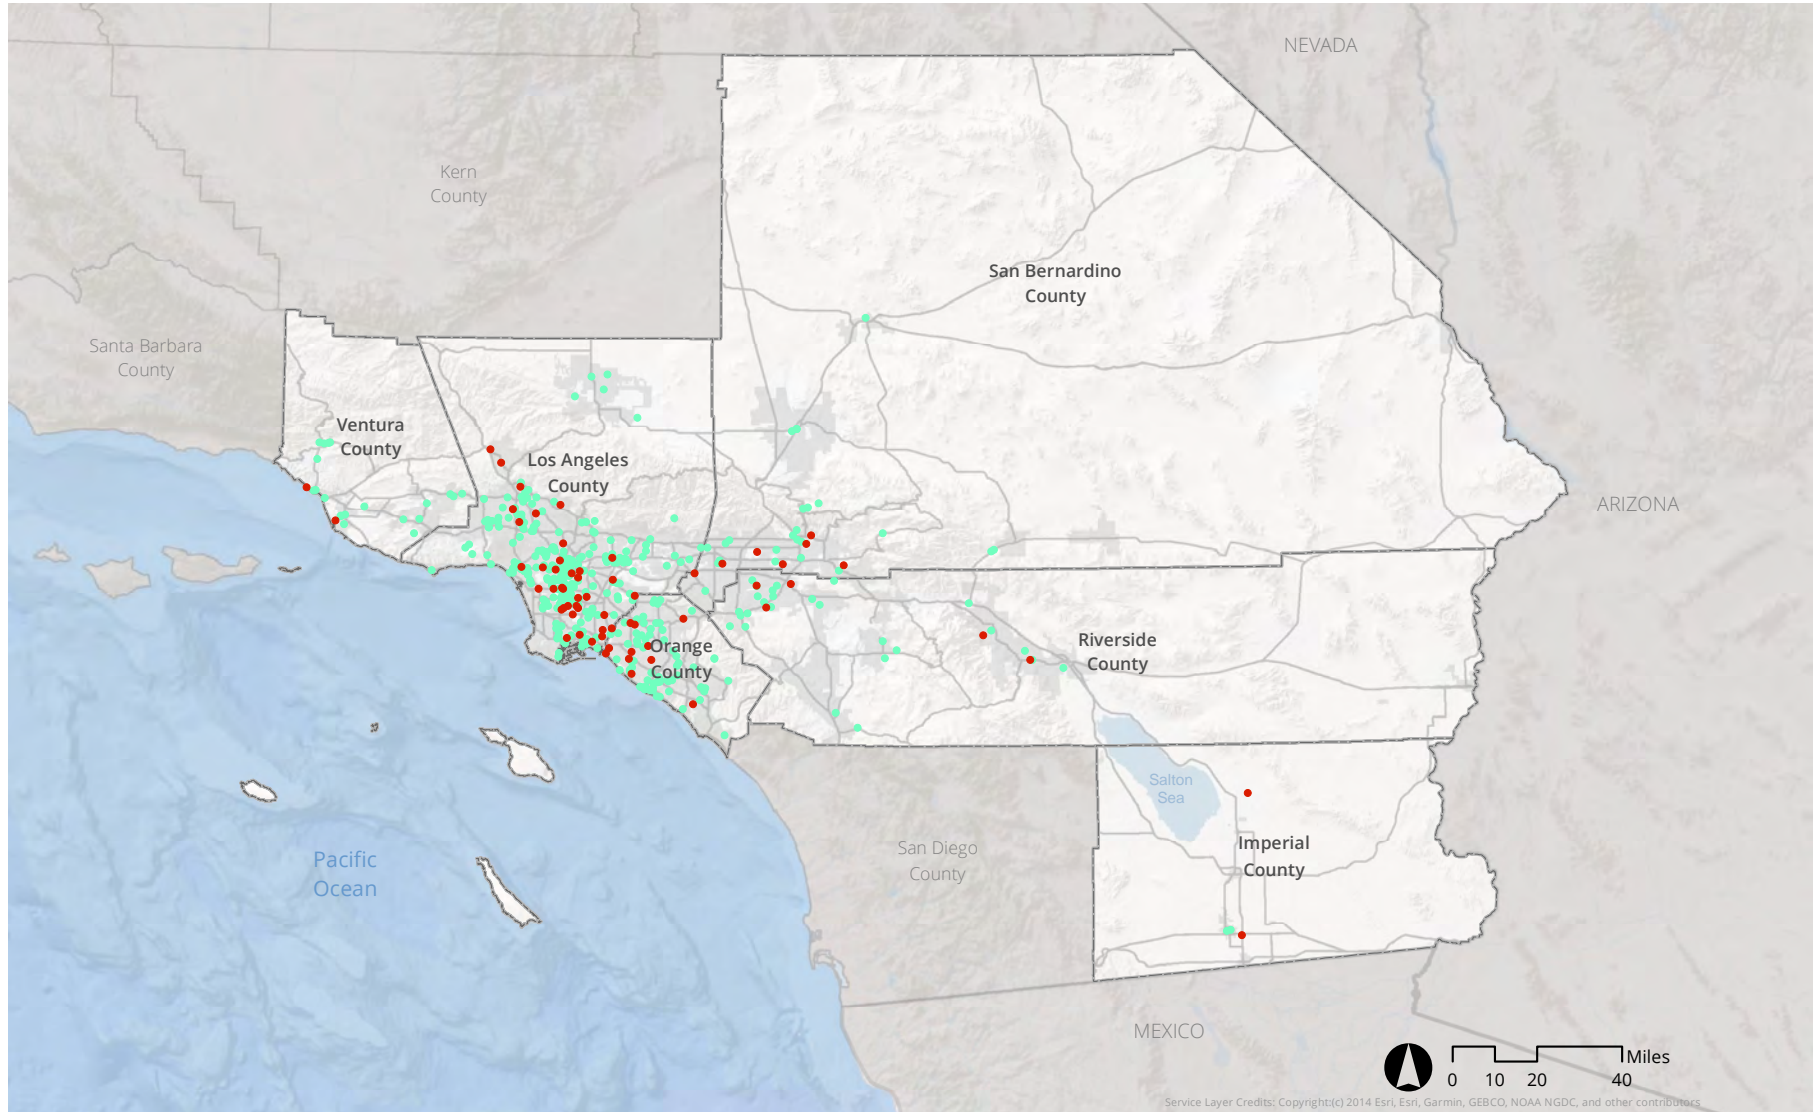 NEVADA
Kern
County
San Bernardino
County
Santa Barbara
County
Ventura
County
Los Angeles
County
ARIZONA
Orange
County
Riverside
County
Salton
Sea
Imperial
County
San Diego
County
Pacific
Ocean
MEXICO
Miles
0 10 20 40
Service Layer Credits: Copyright:(c) 2014 Esri, Esri, Garmin, GEBCO, NOAA NGDC, and other contributors